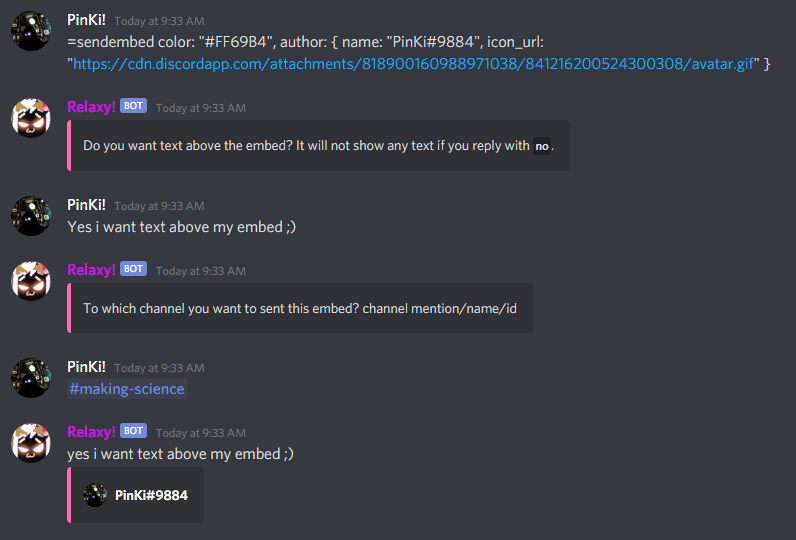 PinKi! Today at 9:33 AM
=sendembed color: "#FF69B4", author: { name: "PinKi#9884", icon_url:
"https://cdn.discordapp.com/attachments/818900160988971038/841216200524300308/avatar.gif" }
Relaxy! BOT Today at 9:33 AM
Do you want text above the embed? It will not show any text if you reply with no.
PinKi! Today at 9:33 AM
Yes i want text above my embed ;)
Relaxy! BOT Today at 9:33 AM
To which channel you want to sent this embed? channel mention/name/id
PinKi! Today at 9:33 AM
#making-science
Relaxy! BOT Today at 9:33 AM
yes i want text above my embed ;)
PinKi#9884